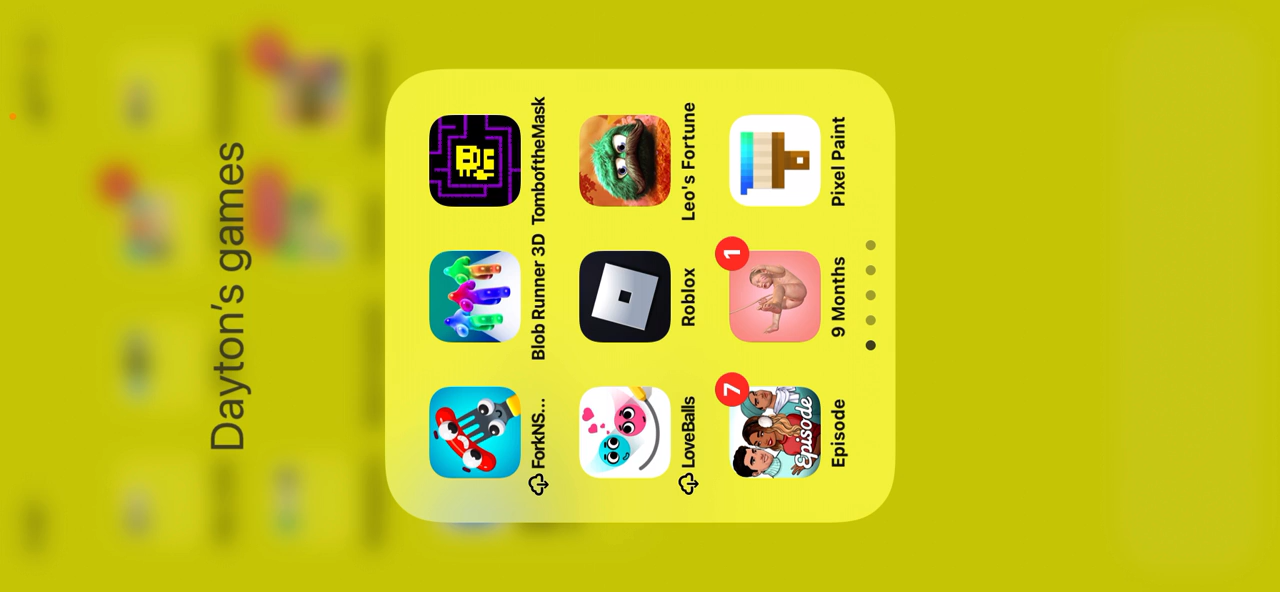 Dayton's games
ForkNS...
Blob Runner 3D
TomboftheMask
LoveBalls
Roblox
Leo's Fortune
7
Episode
Episode
1
9 Months
Pixel Paint